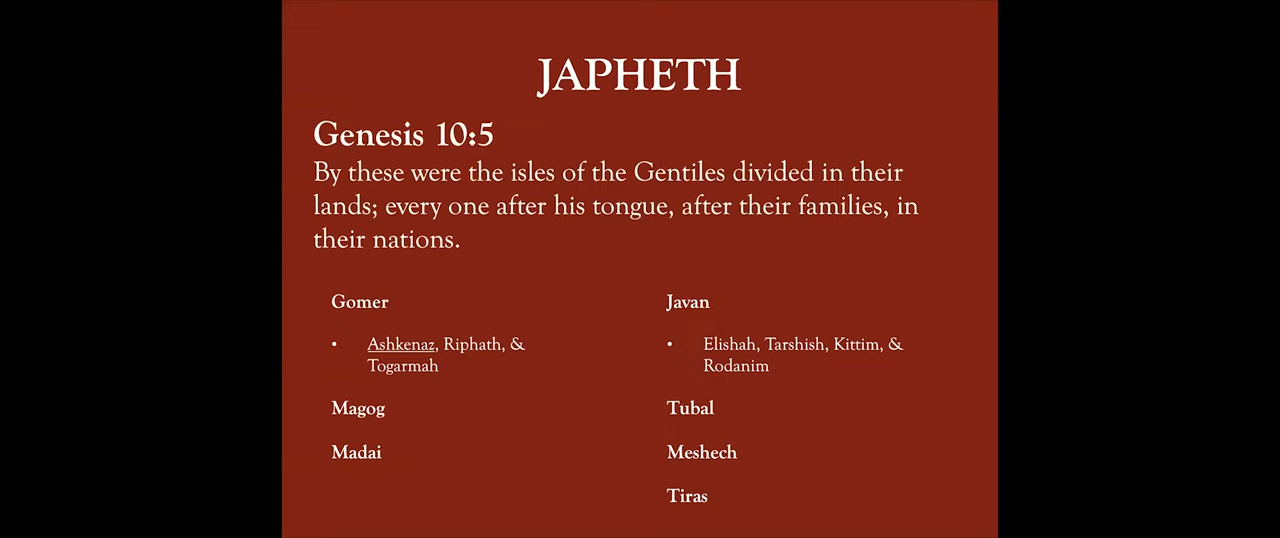 JAPHETH
Genesis 10:5
By these were the isles of the Gentiles divided in their
lands; every one after his tongue, after their families, in
their nations.
Gomer
• Ashkenaz, Riphath, &
Togarmah
Magog
Madai
Javan
• Elishah, Tarshish, Kittim, &
Rodanim
Tubal
Meshech
Tiras